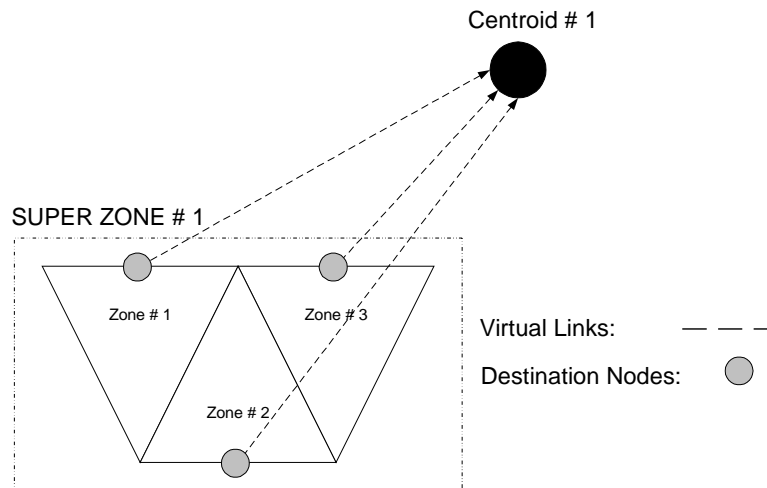 Centroid # 1
SUPER ZONE # 1
Zone # 1
Zone # 3
Virtual Links:
Destination Nodes:
Zone # 2